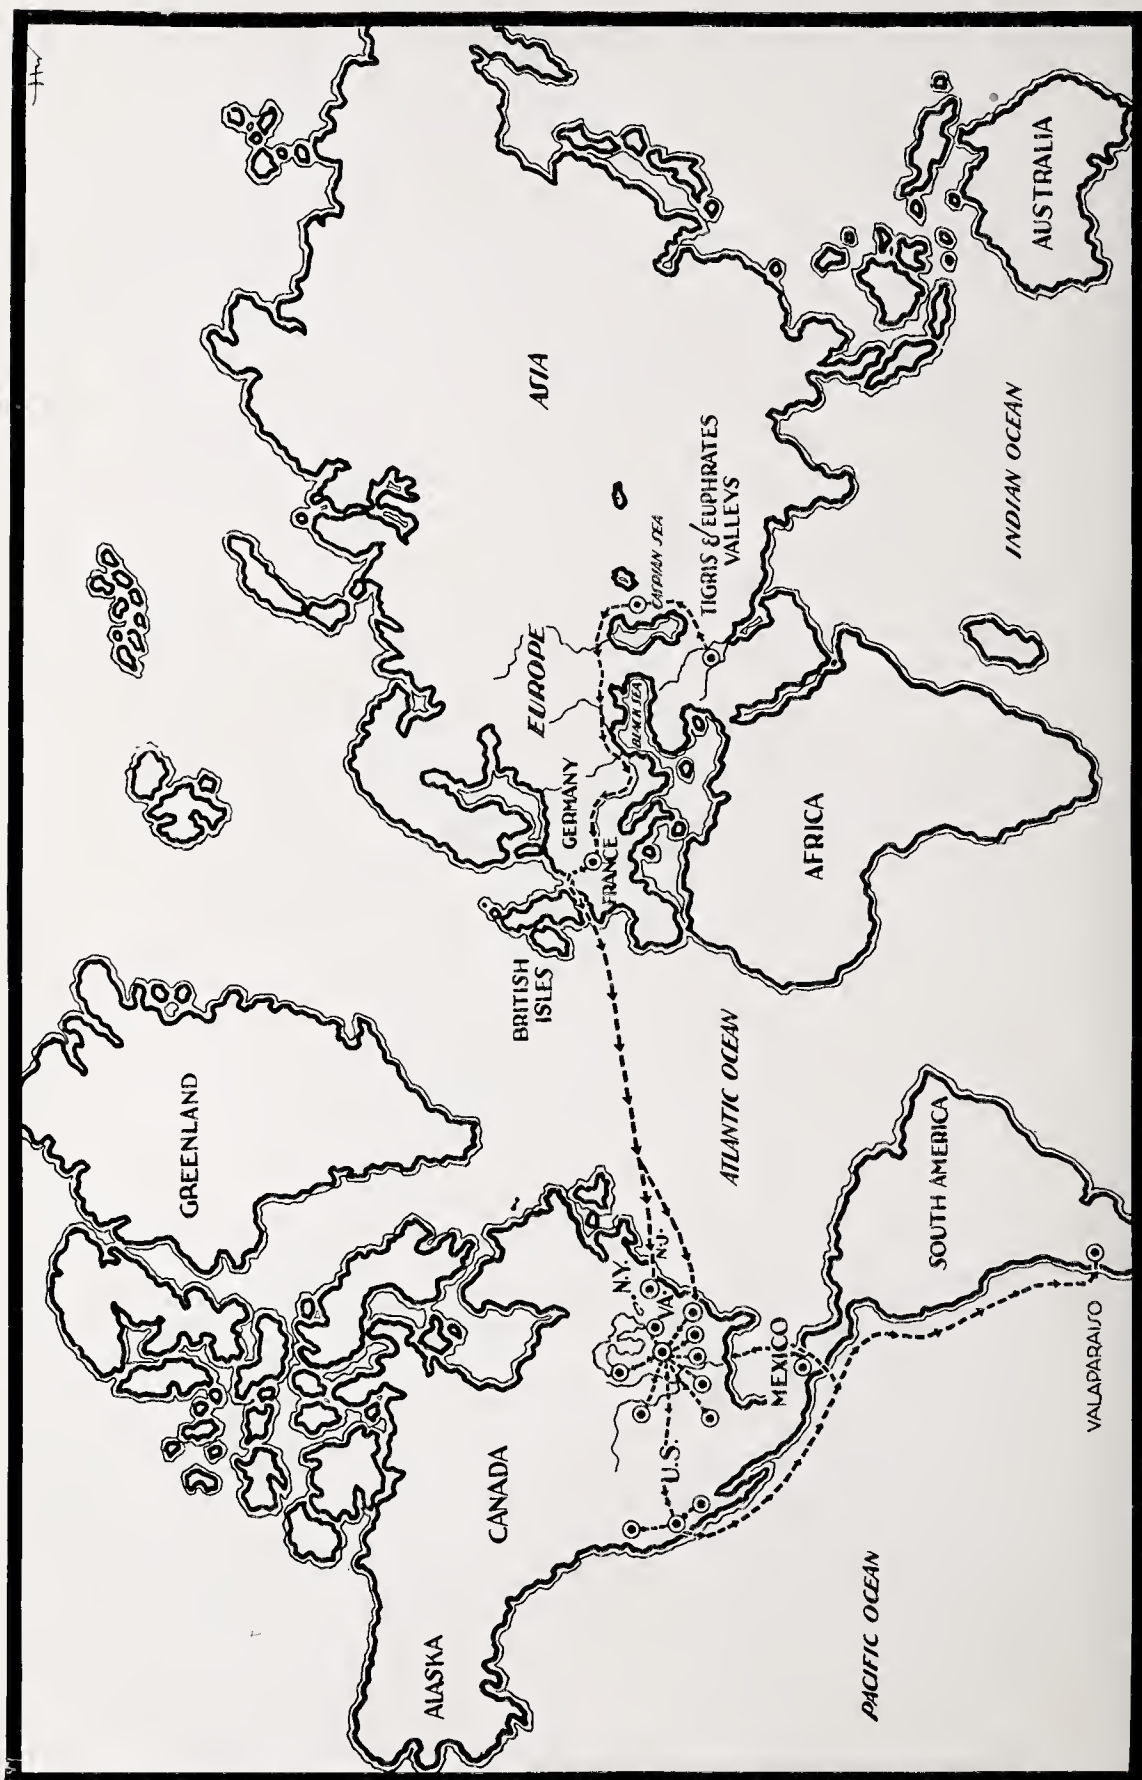 GREENLAND
ALASKA
CANADA
BRITISH
ISLES
EUROPE
ASIA
GERMANY
FRANCE
BLACK SEA
CASPIAN SEA
TIGRIS & EUPHRATES
VALLEYS
N.Y.
N.J.
VA.
U.S.
MEXICO
ATLANTIC OCEAN
AFRICA
PACIFIC OCEAN
SOUTH AMERICA
VALAPARAISO
INDIAN OCEAN
AUSTRALIA